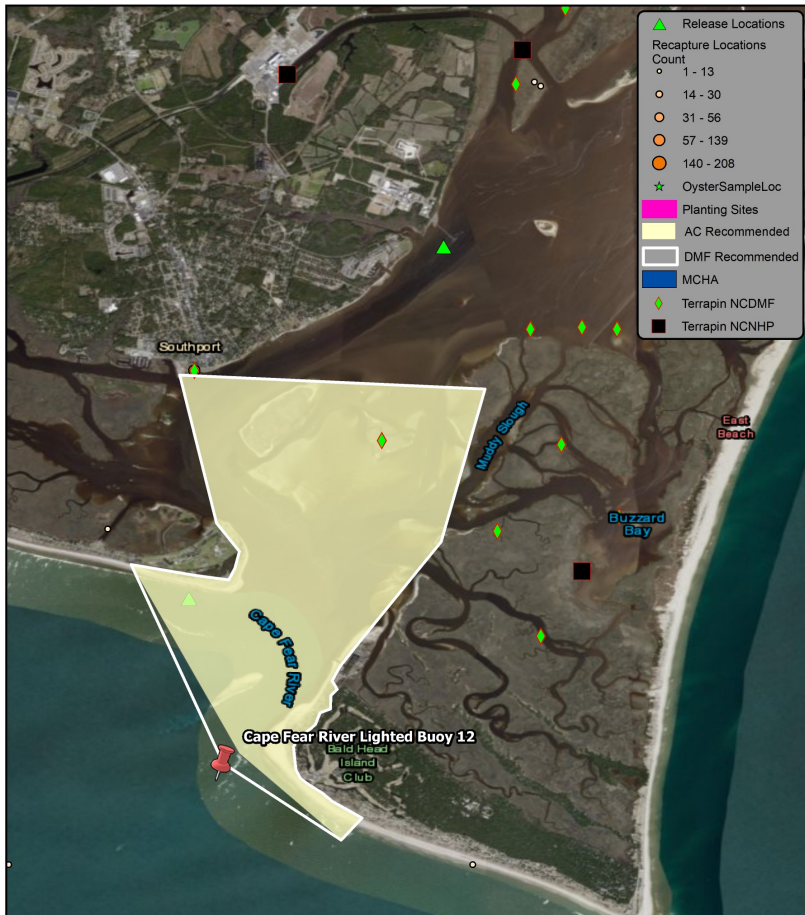 Release Locations
Recapture Locations
Count
1 - 13
14 - 30
31 - 56
57 - 139
140 - 208
OysterSampleLoc
Planting Sites
AC Recommended
DMF Recommended
MCHA
Terrapin NCDMF
Terrapin NCNHP
Southport
Muddy Slough
East
Beach
Buzzard
Bay
Cape Fear River
Cape Fear River Lighted Buoy 12
Bald Head
Island
Club